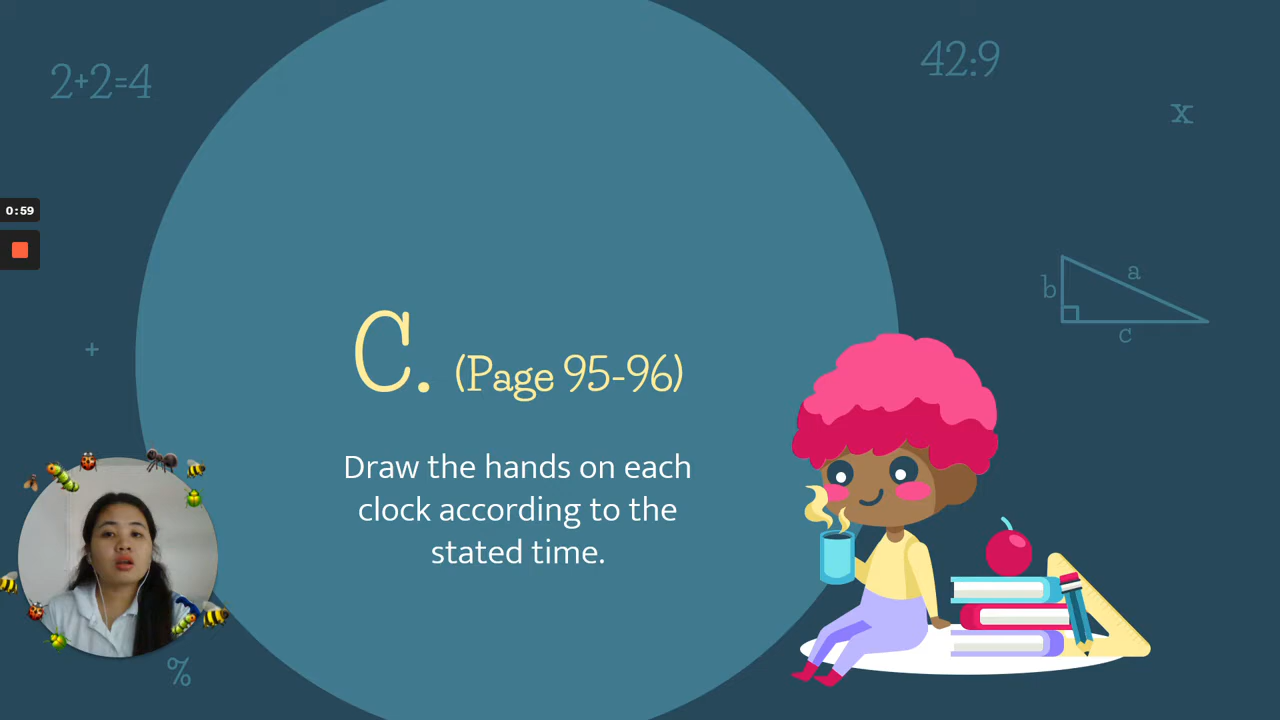 2+2=4
42:9
x
0:59
a
b
c
+
C. (Page 95-96)
Draw the hands on each
clock according to the
stated time.
%